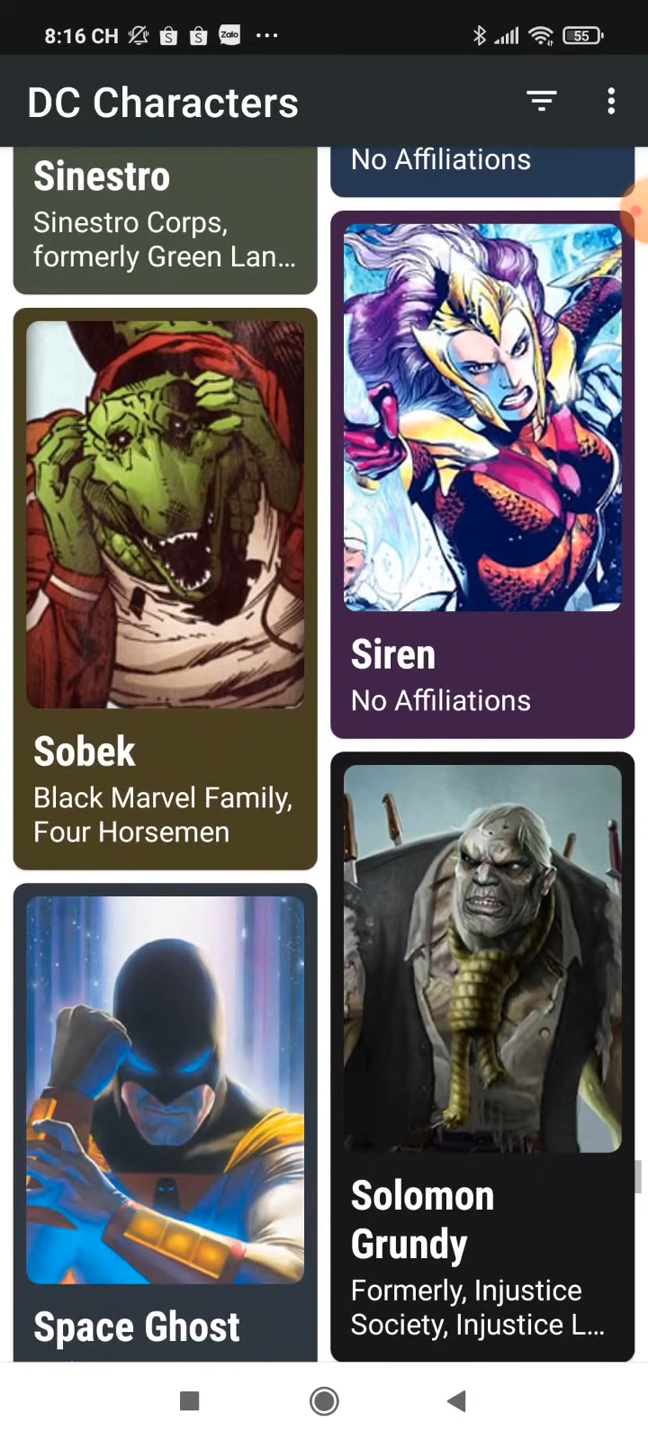 8:16 CH
Zalo
55
DC Characters
Sinestro
Sinestro Corps,
formerly Green Lan...
No Affiliations
Siren
No Affiliations
Sobek
Black Marvel Family,
Four Horsemen
Solomon
Grundy
Formerly, Injustice
Society, Injustice L...
Space Ghost